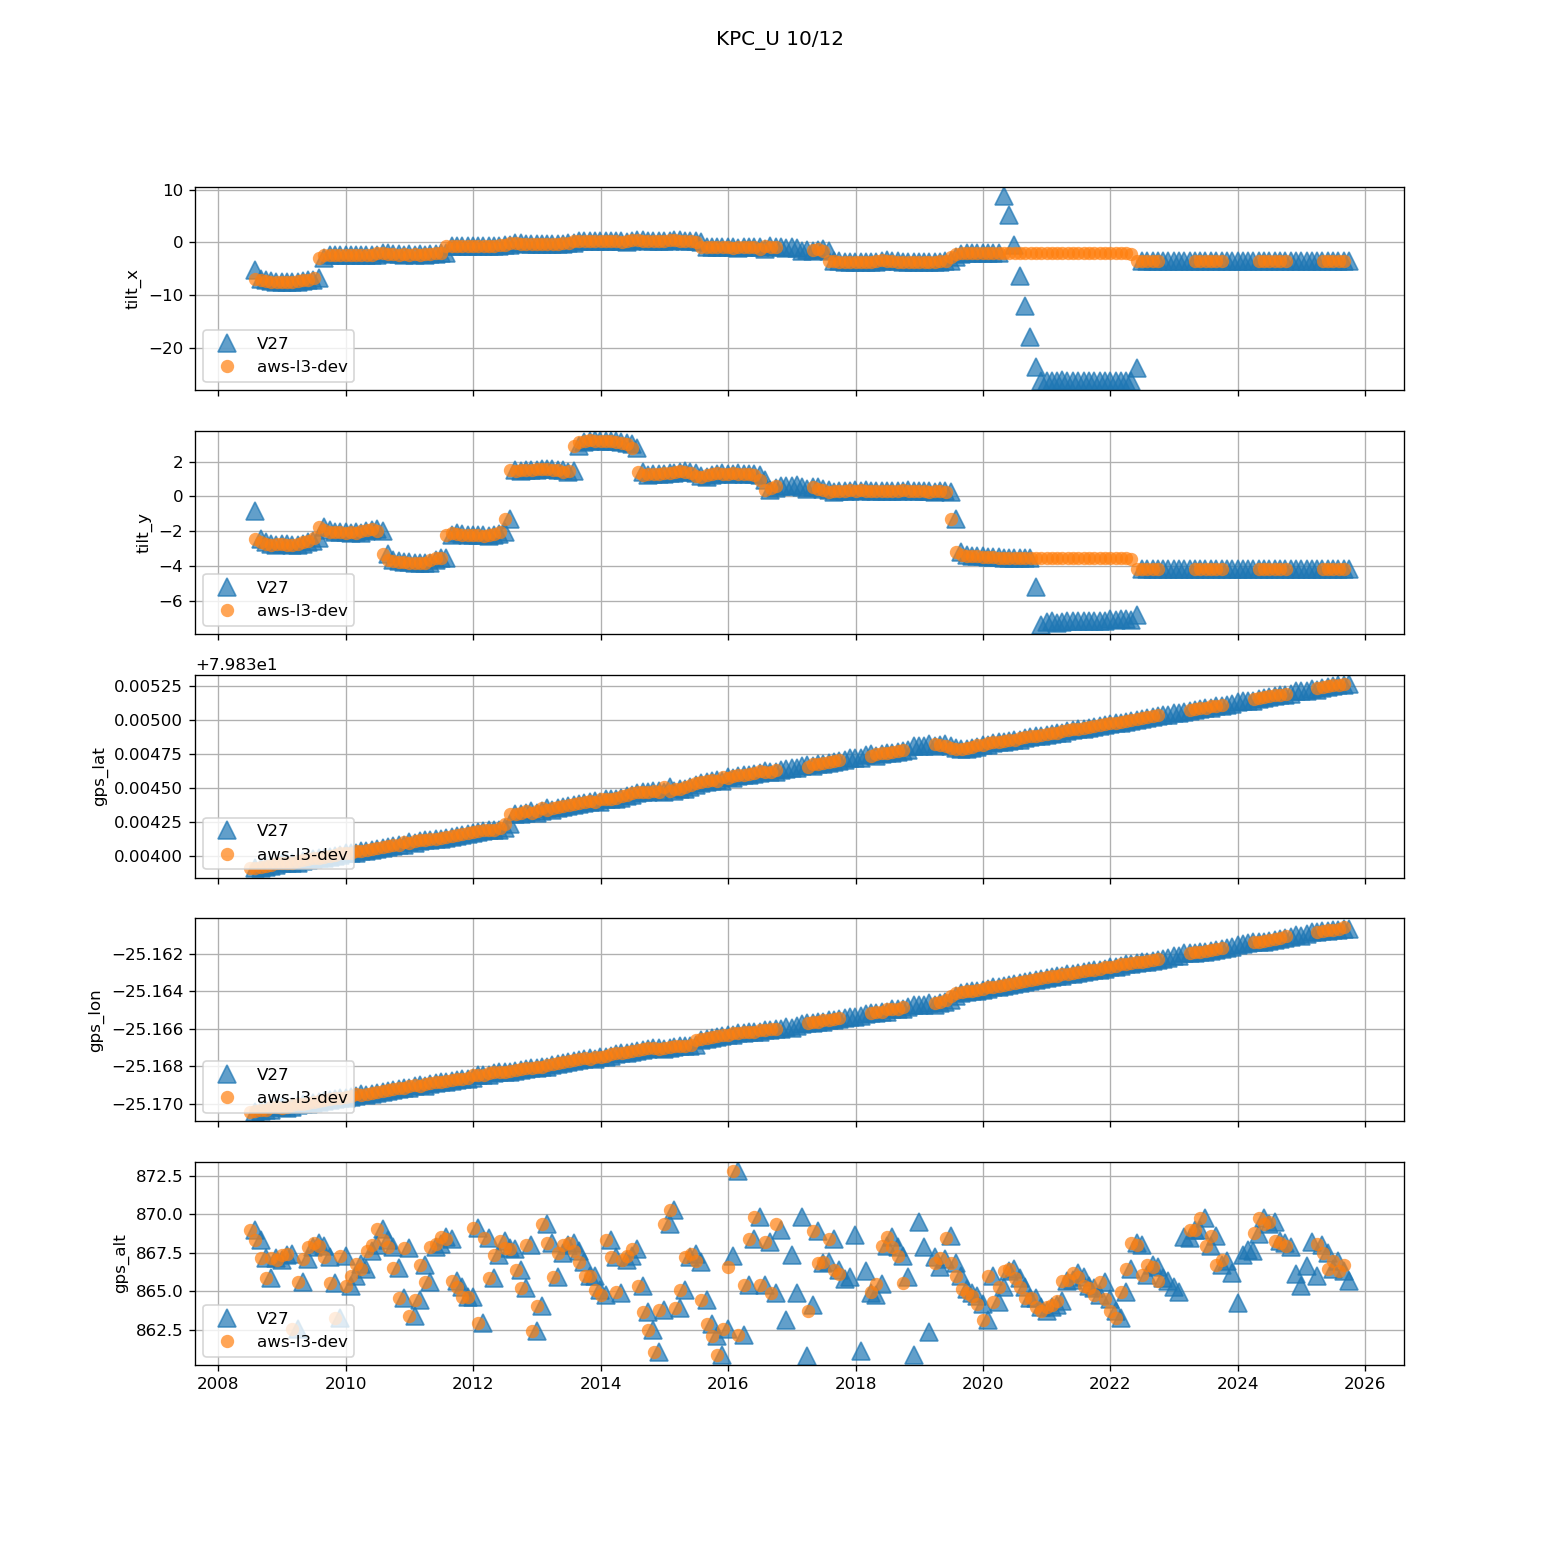 KPC_U 10/12
10
0
−10
−20
tilt_x
V27
aws-l3-dev
2
0
−2
−4
−6
tilt_y
V27
aws-l3-dev
+7.983e1
0.00525
0.00500
0.00475
0.00450
0.00425
0.00400
gps_lat
V27
aws-l3-dev
−25.162
−25.164
−25.166
−25.168
−25.170
gps_lon
V27
aws-l3-dev
872.5
870.0
867.5
865.0
862.5
gps_alt
V27
aws-l3-dev
2008 2010 2012 2014 2016 2018 2020 2022 2024 2026